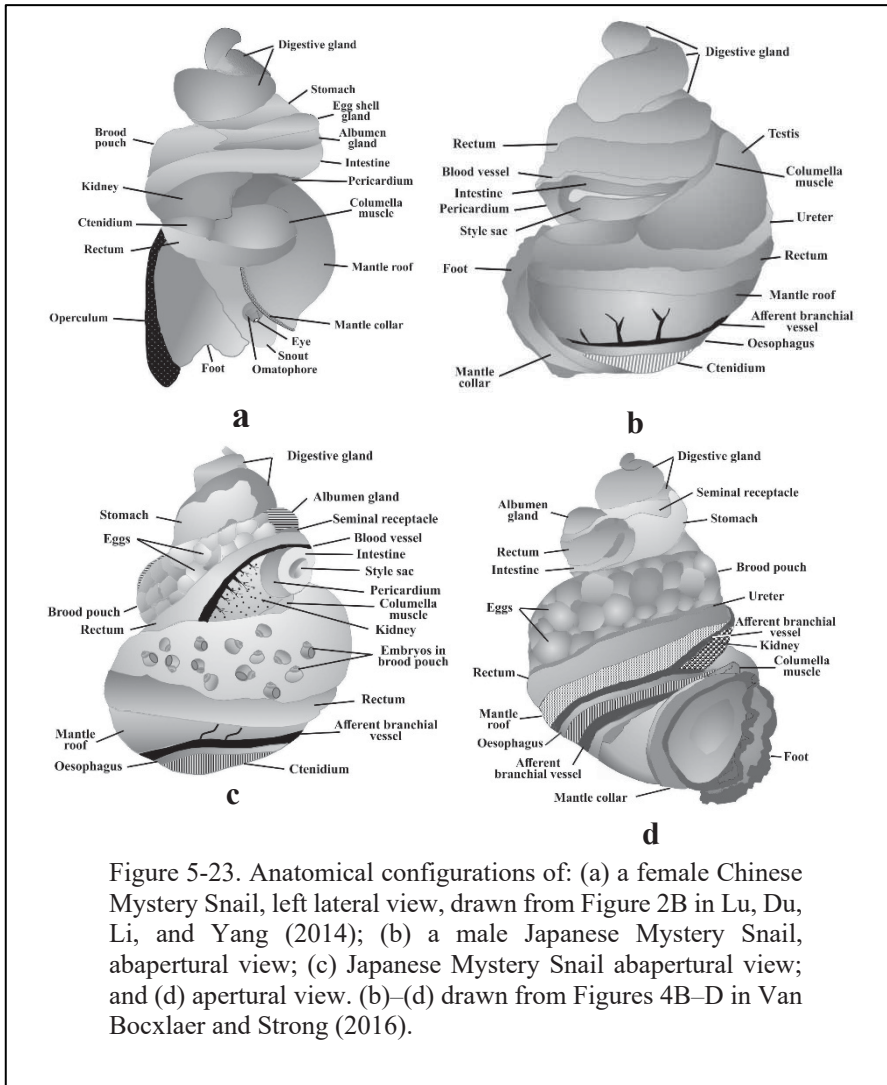 Digestive gland
Stomach
Egg shell
gland
Albumen
gland
Brood
pouch
Intestine
Pericardium
Kidney
Columella
muscle
Ctenidium
Rectum
Mantle roof
Operculum
Mantle collar
Eye
Snout
Foot
Omatophore
a
Digestive gland
Testis
Rectum
Columella
muscle
Blood vessel
Intestine
Pericardium
Ureter
Style sac
Rectum
Foot
Mantle roof
Afferent branchial
vessel
Oesophagus
Ctenidium
Mantle
collar
b
Digestive gland
Albumen gland
Stomach
Seminal receptacle
Eggs
Blood vessel
Intestine
Style sac
Pericardium
Brood pouch
Columella
muscle
Rectum
Kidney
Embryos in
brood pouch
Rectum
Mantle
roof
Afferent branchial
vessel
Oesophagus
Ctenidium
c
Digestive gland
Seminal receptacle
Albumen
gland
Stomach
Rectum
Intestine
Brood pouch
Ureter
Eggs
Afferent branchial
vessel
Kidney
Columella
muscle
Rectum
Mantle
roof
Oesophagus
Foot
Afferent
branchial vessel
Mantle collar
d
Figure 5-23. Anatomical configurations of: (a) a female Chinese
Mystery Snail, left lateral view, drawn from Figure 2B in Lu, Du,
Li, and Yang (2014); (b) a male Japanese Mystery Snail,
abapertural view; (c) Japanese Mystery Snail abapertural view;
and (d) apertural view. (b)–(d) drawn from Figures 4B–D in Van
Bocxlaer and Strong (2016).